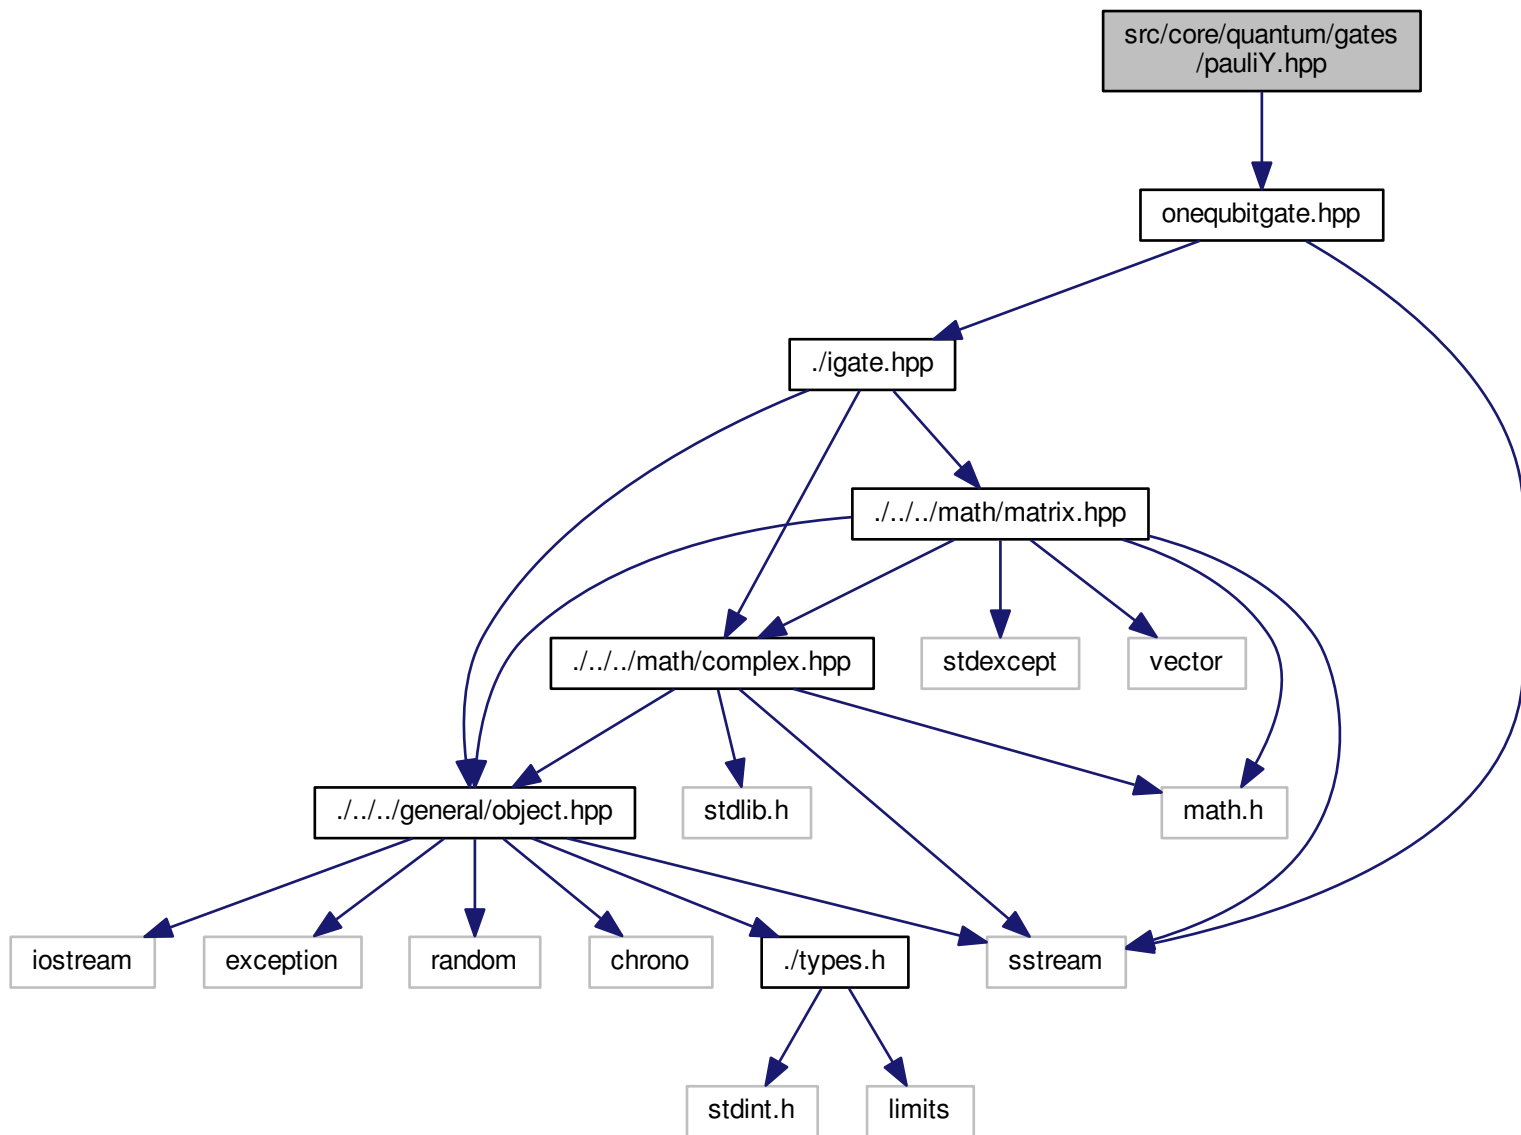 src/core/quantum/gates
/pauliY.hpp
onequbitgate.hpp
./igate.hpp
./../../math/matrix.hpp
./../../math/complex.hpp
stdexcept
vector
./../../general/object.hpp
stdlib.h
math.h
iostream
exception
random
chrono
./types.h
sstream
stdint.h
limits